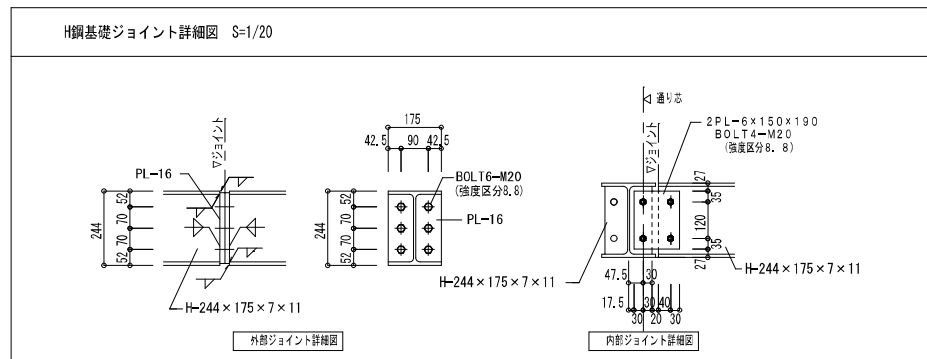 H鋼基礎ジョイント詳細図 S=1/20
▽ジョイント
PL-16
244
52
70
70
52
H-244×175×7×11
外部ジョイント詳細図
175
42.5 90 42.5
BOLT6-M20
(強度区分8.8)
PL-16
244
52
70
70
52
通り芯
▽ジョイント
2PL-6×150×190
BOLT4-M20
(強度区分8.8)
27
35
120
35
27
H-244×175×7×11
H-244×175×7×11
47.5 30
17.5 30 40
30 20 30
内部ジョイント詳細図